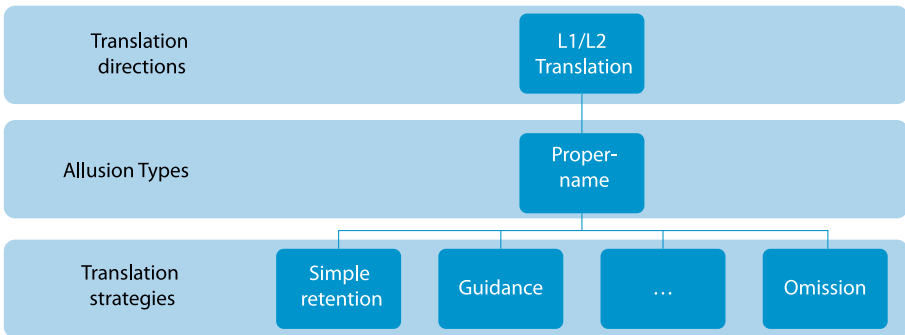 Translation
directions
L1/L2
Translation
Allusion Types
Proper-
name
Translation
strategies
Simple
retention
Guidance
...
Omission